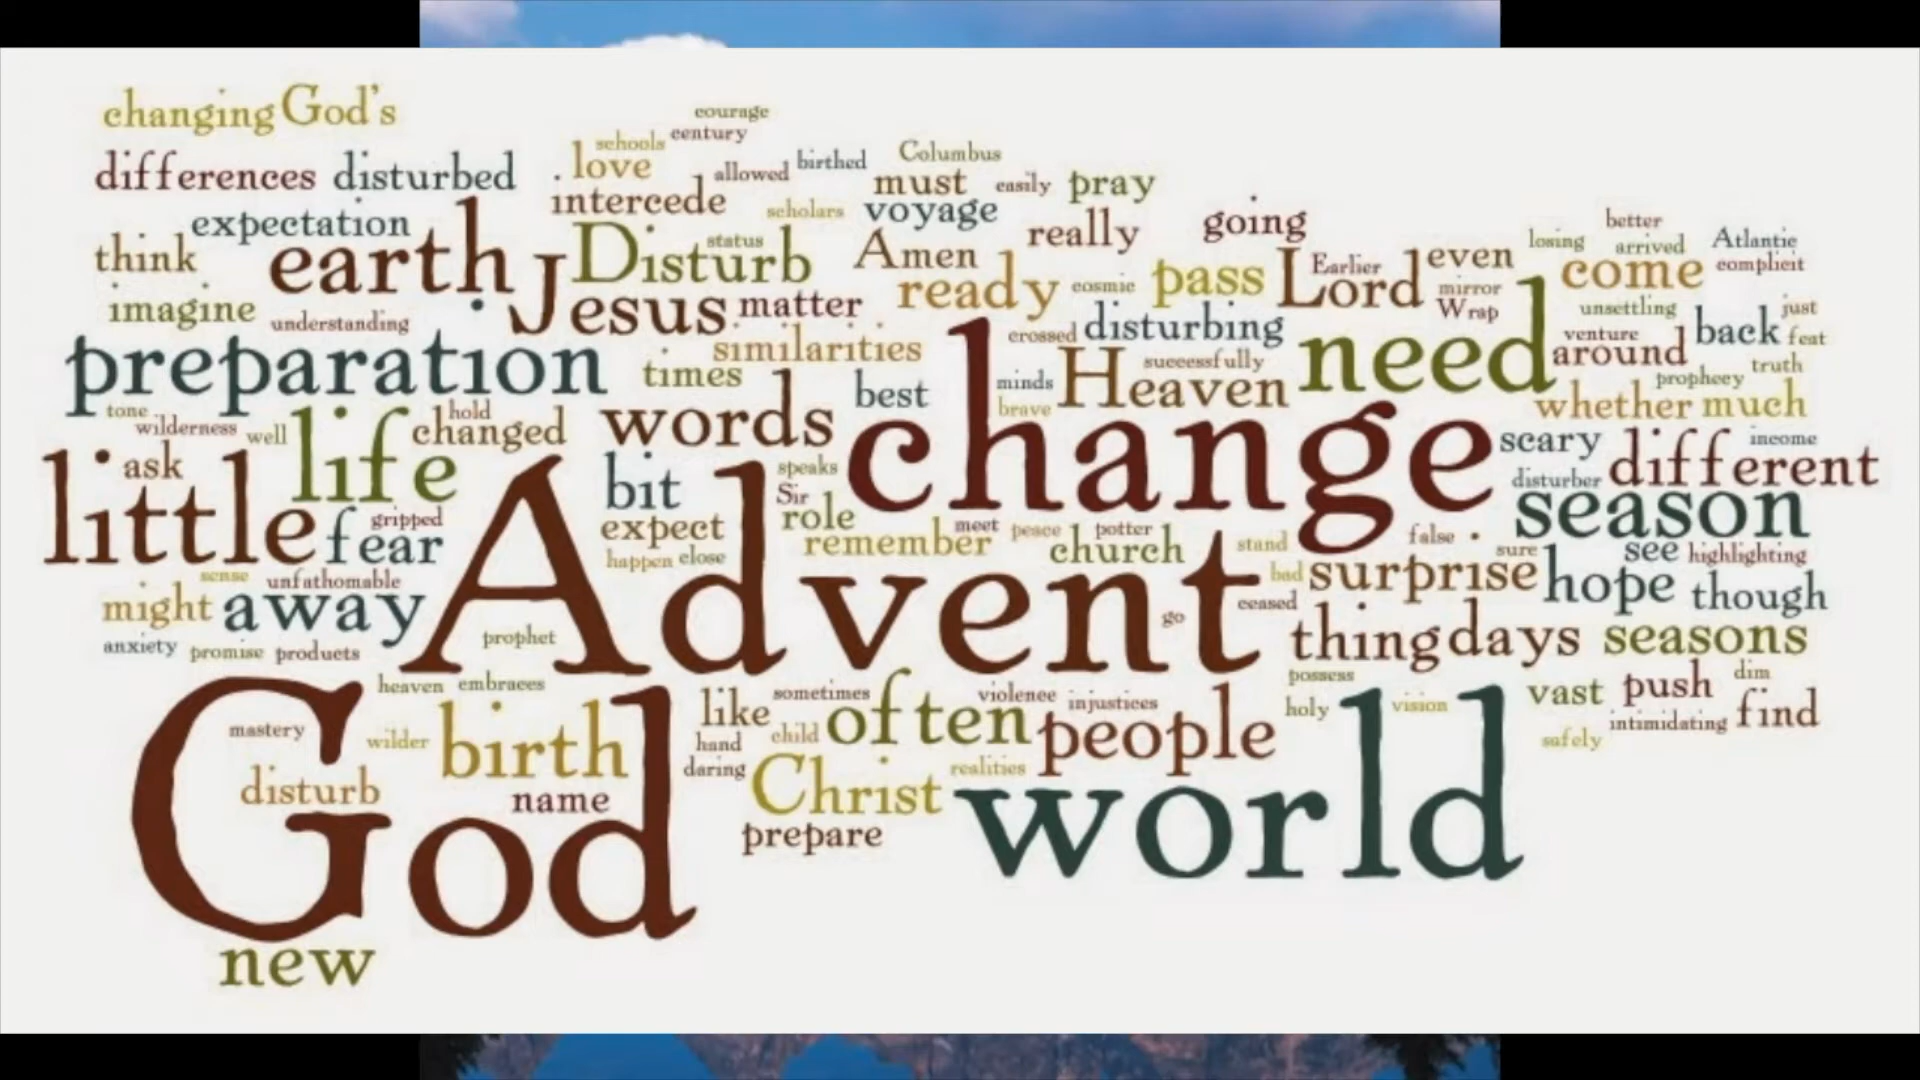 changing God's
courage
schools century
differences disturbed love allowed birthed Columbus
intercede must easily pray
expectation scholars voyage
think earth Disturb status Amen really going better
losing arrived Atlantic
imagine understanding Jesus matter ready cosmic pass Lord Earlier even come complicit
mirror Wrap unsettling just
preparation similarities crossed disturbing need venture around back feat
times best minds Heaven successfully prophecy truth
tone wilderness well life hold changed words brave change whether much
little ask bit speaks scary different income
disturber season
gripped fear expect Sir role remember meet peace potter church stand false
happen close sure see highlighting
sense unfathomable might away Advent bad surprise hope though
ceased go
anxiety promise products prophet thing days seasons
heaven embraces like sometimes often violence injustices people possess holy world vision vast push dim
intimidating find
mastery wilder birth hand child safely
disturb daring Christ realities
God name prepare
new